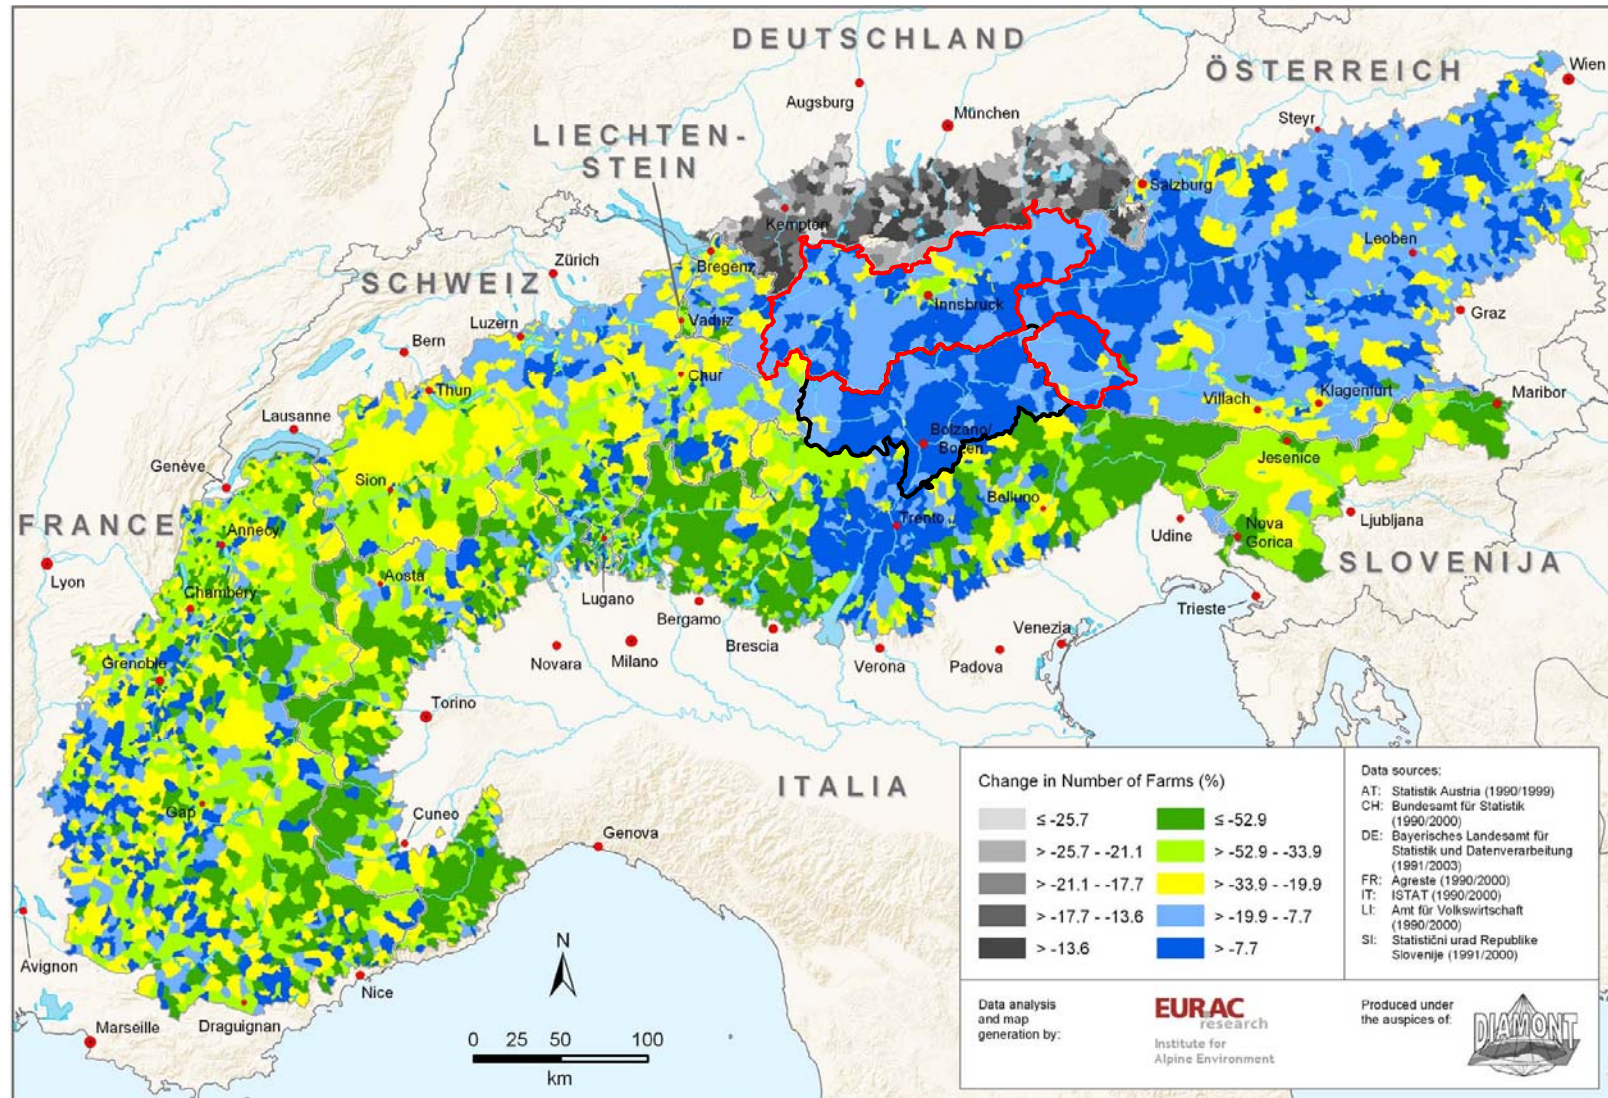 DEUTSCHLAND
ÖSTERREICH
Wien
Augsburg
München
Steyr
LIECHTEN-
STEIN
Salzburg
Kempten
Leoben
Bregenz
Zürich
SCHWEIZ
Innsbruck
Vaduz
Luzern
Graz
Bern
Chur
Thun
Maribor
Klagenfurt
Villach
Lausanne
Bolzano/
Bozen
Jesenice
Genève
Sion
Belluno
Trento
FRANCE
Annecy
Udine
Nova
Gorica
Ljubljana
SLOVENIJA
Lyon
Aosta
Chambéry
Lugano
Trieste
Bergamo
Venezia
Brescia
Novara
Milano
Verona
Padova
Grenoble
Torino
ITALIA
Gap
Cuneo
Genova
Avignon
Nice
Marseille
Draguignan
N
0 25 50 100
km
Change in Number of Farms (%)
≤ -25.7
> -25.7 - -21.1
> -21.1 - -17.7
> -17.7 - -13.6
> -13.6
≤ -52.9
> -52.9 - -33.9
> -33.9 - -19.9
> -19.9 - -7.7
> -7.7
Data sources:
AT: Statistik Austria (1990/1999)
CH: Bundesamt für Statistik
(1990/2000)
DE: Bayerisches Landesamt für
Statistik und Datenverarbeitung
(1991/2003)
FR: Agreste (1990/2000)
IT: ISTAT (1990/2000)
LI: Amt für Volkswirtschaft
(1990/2000)
SI: Statistični urad Republike
Slovenije (1991/2000)
Data analysis
and map
generation by:
EURAC
research
Institute for
Alpine Environment
Produced under
the auspices of:
DIAMONT